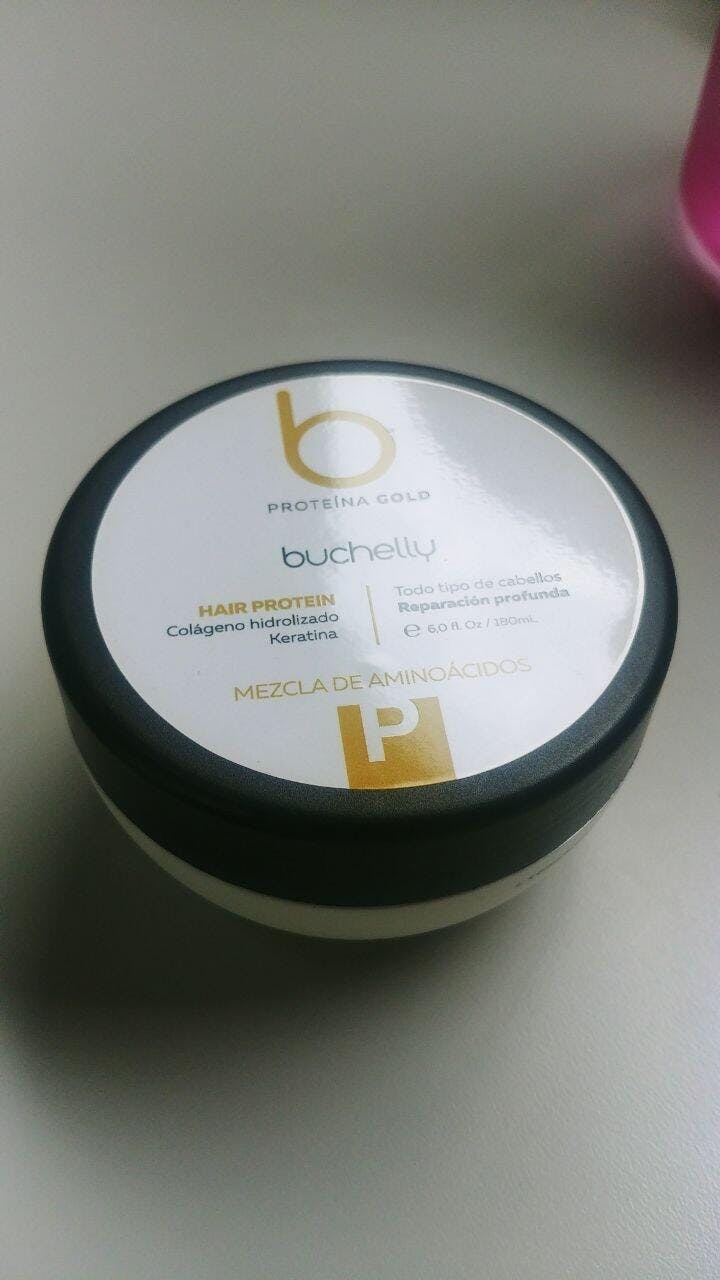 b
PROTEÍNA GOLD
buchelly
HAIR PROTEIN
Colágeno hidrolizado
Keratina
Todo tipo de cabellos
Reparación profunda
℮ 6,0 fl. Oz / 180mL
MEZCLA DE AMINOÁCIDOS
P